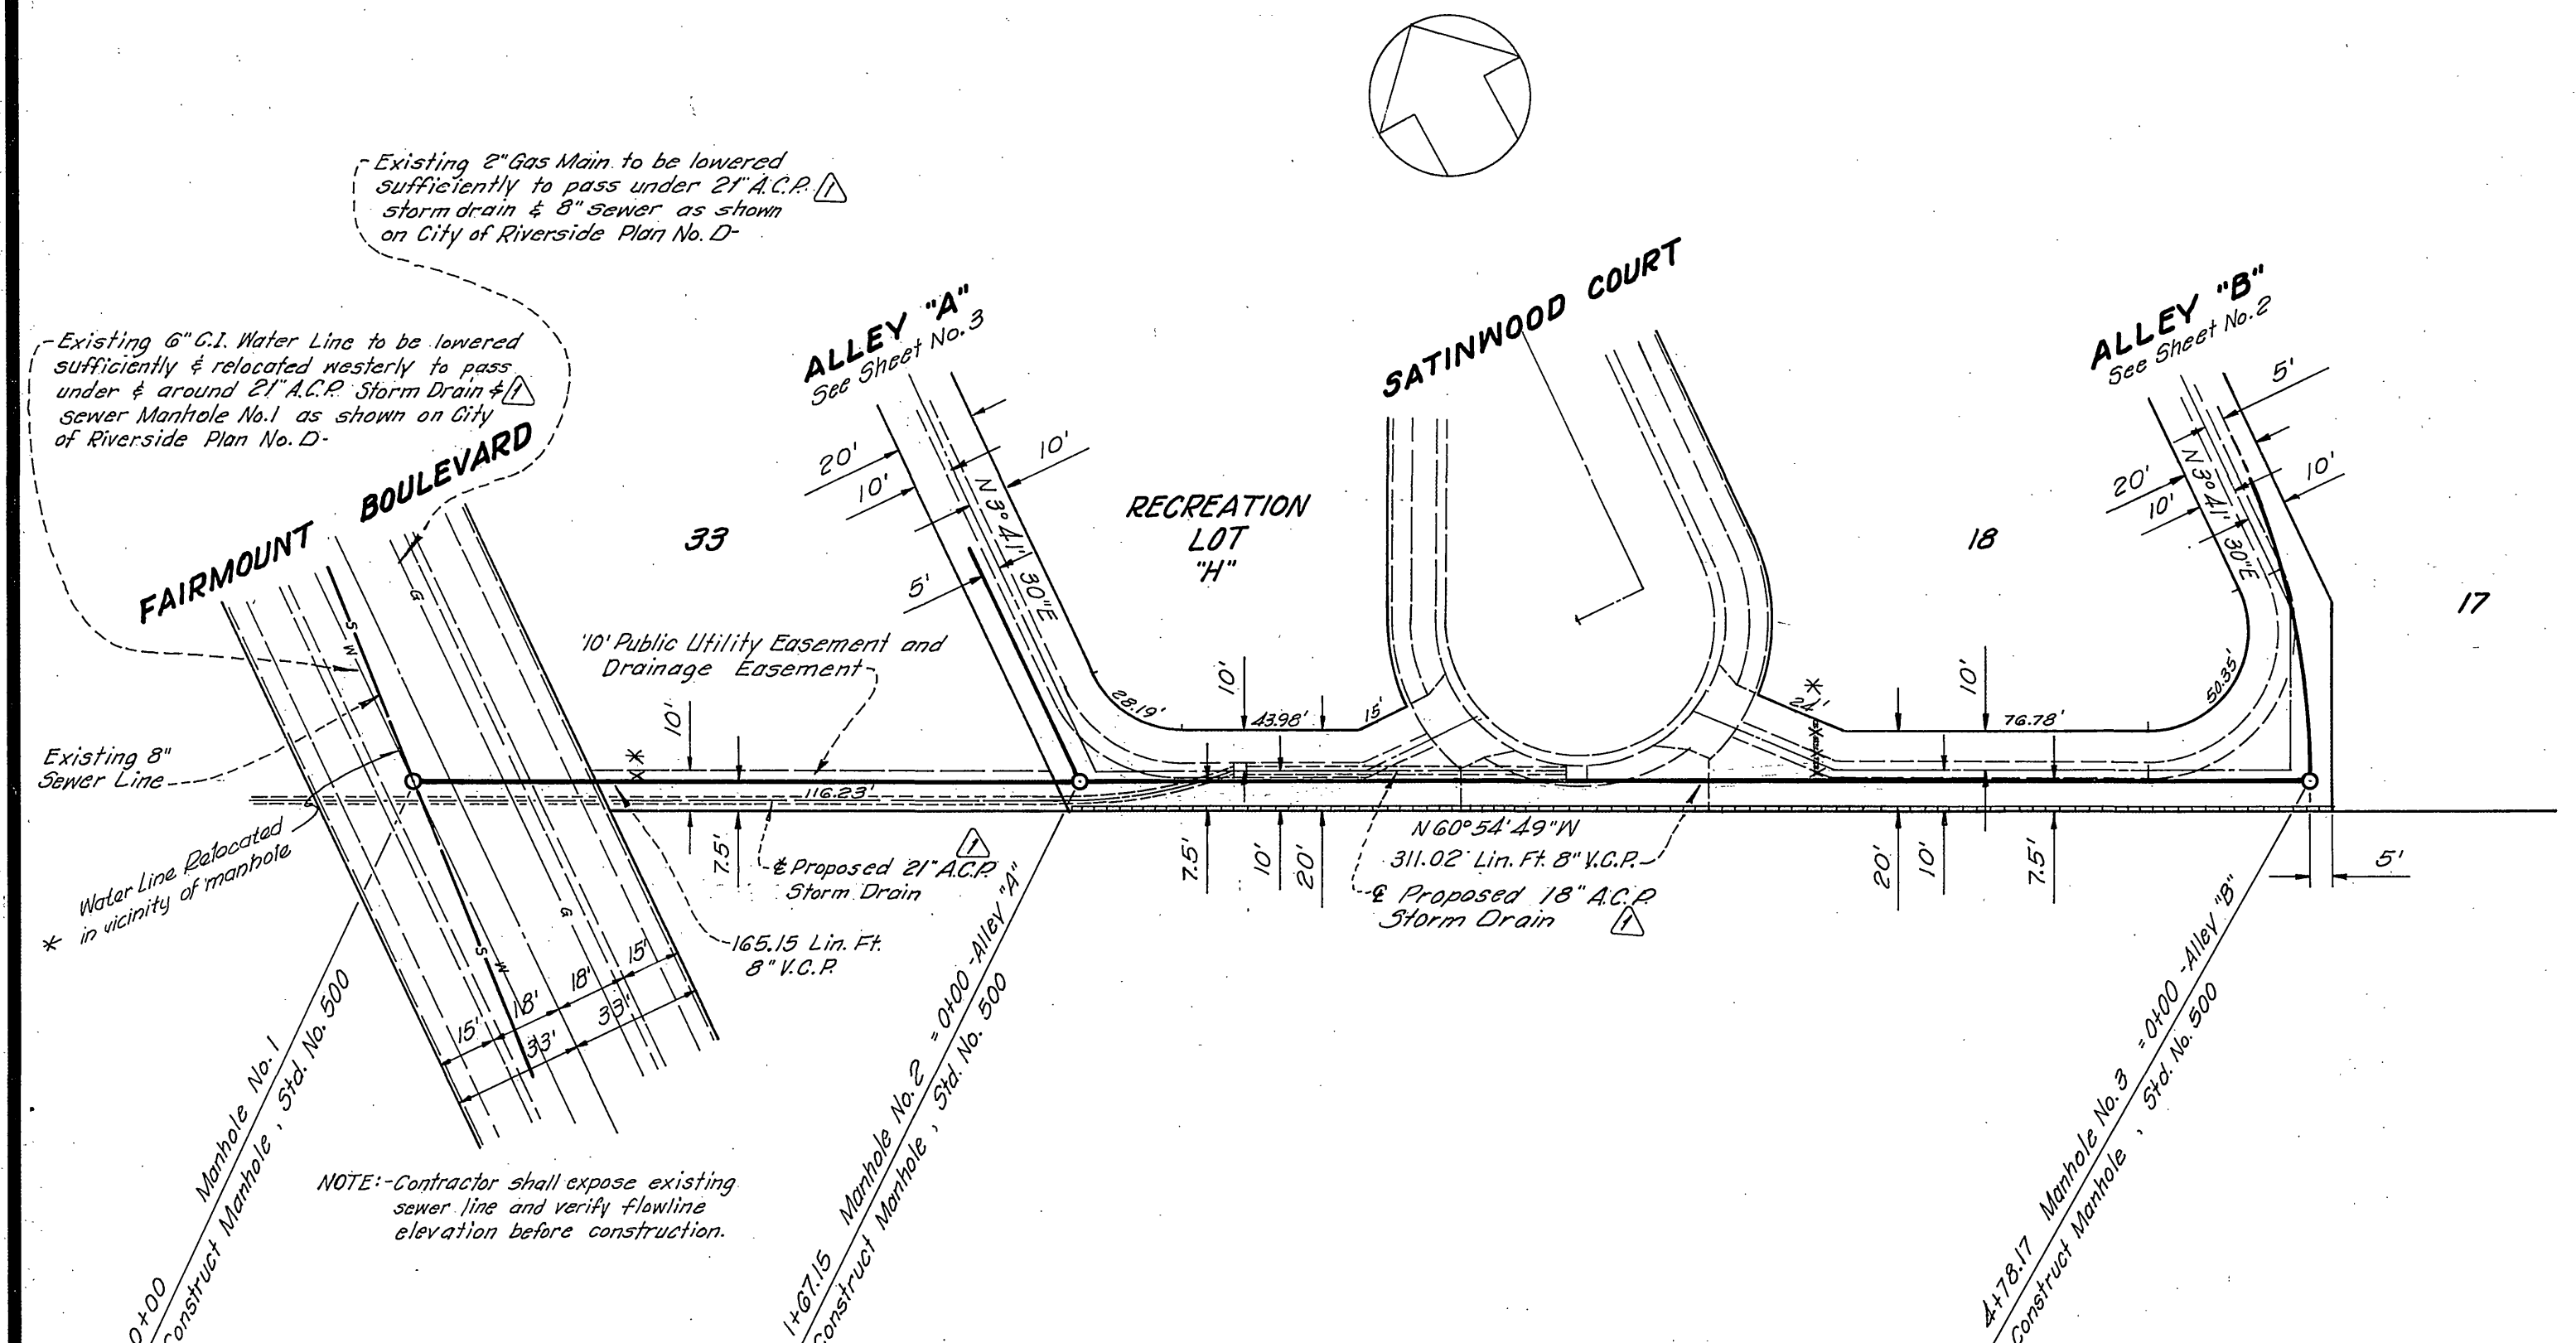 Existing 2" Gas Main to be lowered
sufficiently to pass under 21" A.C.P. 1
storm drain & 8" Sewer as shown
on City of Riverside Plan No. D-
Existing 6" C.I. Water Line to be lowered
sufficiently & relocated westerly to pass
under & around 21" A.C.P. Storm Drain & 1
sewer Manhole No.1 as shown on City
of Riverside Plan No. D-
FAIRMOUNT BOULEVARD
ALLEY "A"
See Sheet No. 3
SATINWOOD COURT
ALLEY "B"
See Sheet No. 2
20'
10'
10'
5'
N 3° 41' 30" E
33
RECREATION
LOT
"H"
18
17
5'
20'
10'
10'
N 3° 41' 30" E
G
S
W
'10' Public Utility Easement and
Drainage Easement
28.19'
10'
43.98'
15'
24'
*
10'
76.78'
50.35'
10'
* *
116.23'
Existing 8"
Sewer Line
Water Line Relocated
* in vicinity of manhole
7.5'
℄ Proposed 21" A.C.P. 1
Storm Drain
165.15 Lin. Ft.
8" V.C.P.
7.5'
10'
20'
N 60° 54' 49" W
311.02' Lin. Ft. 8" V.C.P.
℄ Proposed 18" A.C.P.
Storm Drain 1
20'
10'
7.5'
5'
G
S
W
15'
18'
18'
15'
33'
33'
0+00 Manhole No. 1
Construct Manhole, Std. No. 500
1+67.15 Manhole No. 2 = 0+00 - Alley "A"
Construct Manhole, Std. No. 500
4+78.17 Manhole No. 3 = 0+00 - Alley "B"
Construct Manhole, Std. No. 500
NOTE:- Contractor shall expose existing
sewer line and verify flowline
elevation before construction.